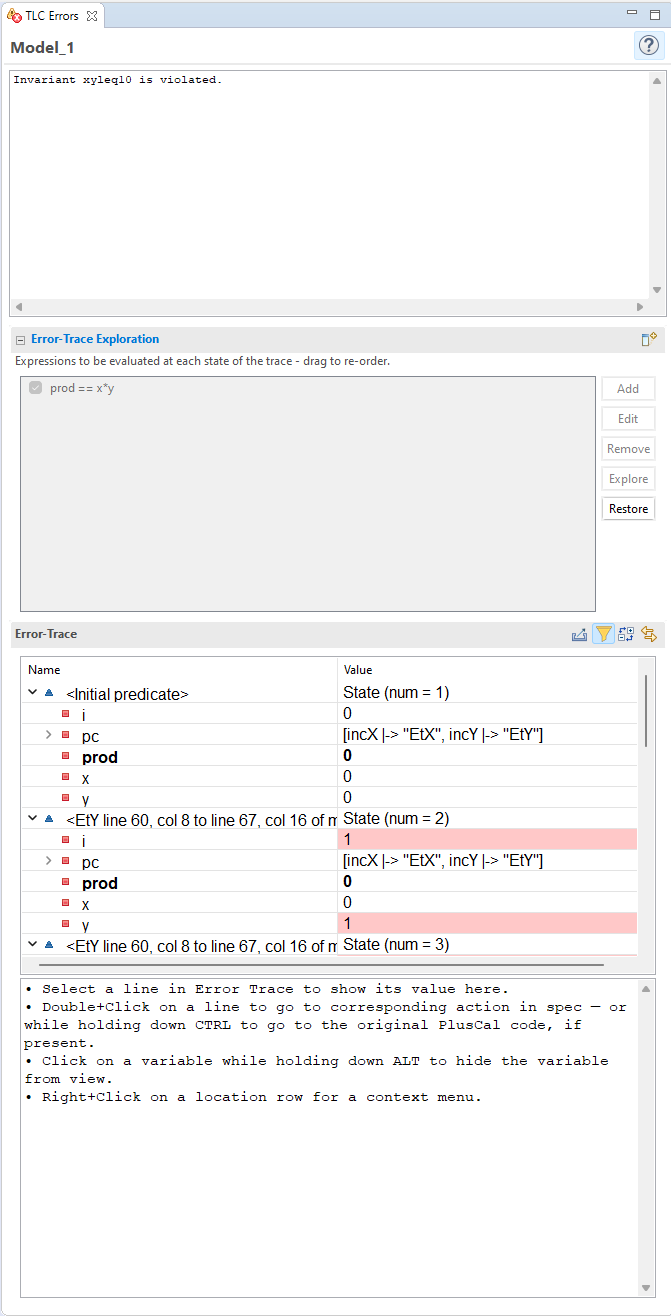 TLC Errors
Model_1
Invariant xyleq10 is violated.
Error-Trace Exploration
Expressions to be evaluated at each state of the trace - drag to re-order.
prod == x*y
Add
Edit
Remove
Explore
Restore
Error-Trace
Name Value
<Initial predicate> State (num = 1)
i 0
pc [incX |-> "EtX", incY |-> "EtY"]
prod 0
x 0
y 0
<EtY line 60, col 8 to line 67, col 16 of m State (num = 2)
i 1
pc [incX |-> "EtX", incY |-> "EtY"]
prod 0
x 0
y 1
<EtY line 60, col 8 to line 67, col 16 of m State (num = 3)
• Select a line in Error Trace to show its value here.
• Double+Click on a line to go to corresponding action in spec — or
while holding down CTRL to go to the original PlusCal code, if
present.
• Click on a variable while holding down ALT to hide the variable
from view.
• Right+Click on a location row for a context menu.